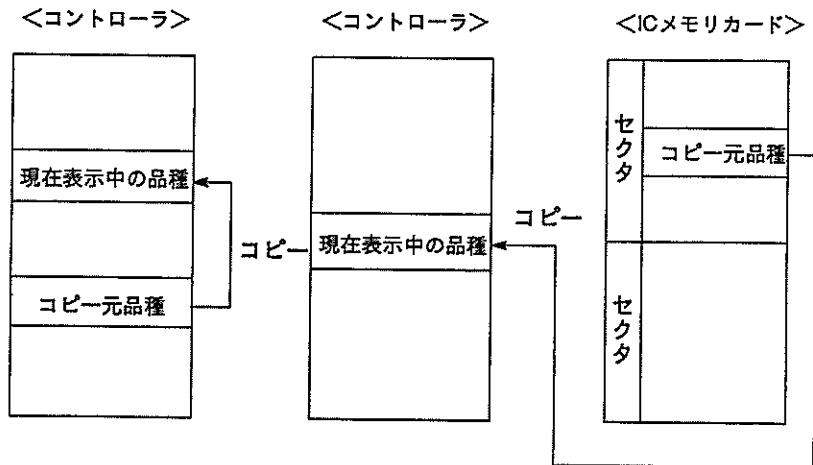 <コントローラ>
現在表示中の品種
コピー元品種
コピー
<コントローラ>
現在表示中の品種
コピー
<ICメモリカード>
セクタ
コピー元品種
セクタ